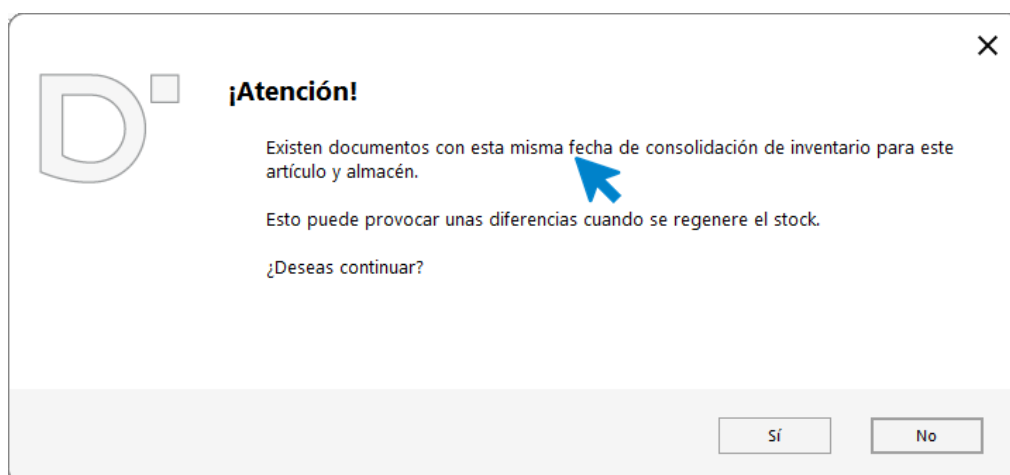 ¡Atención!
Existen documentos con esta misma fecha de consolidación de inventario para este
artículo y almacén.
Esto puede provocar unas diferencias cuando se regenere el stock.
¿Deseas continuar?
Sí
No